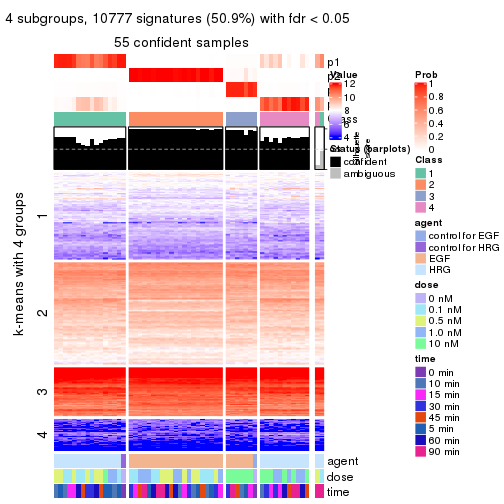 4 subgroups, 10777 signatures (50.9%) with fdr < 0.05
55 confident samples
p1
p2
Class
k-means with 4 groups
1
2
3
4
agent
dose
time
Value
12
10
8
6
4
Status (barplots)
confident
ambiguous
Silhouette
score
Prob
1
0.8
0.6
0.4
0.2
0
Class
1
2
3
4
agent
control for EGF
control for HRG
EGF
HRG
dose
0 nM
0.1 nM
0.5 nM
1.0 nM
10 nM
time
0 min
10 min
15 min
30 min
45 min
5 min
60 min
90 min